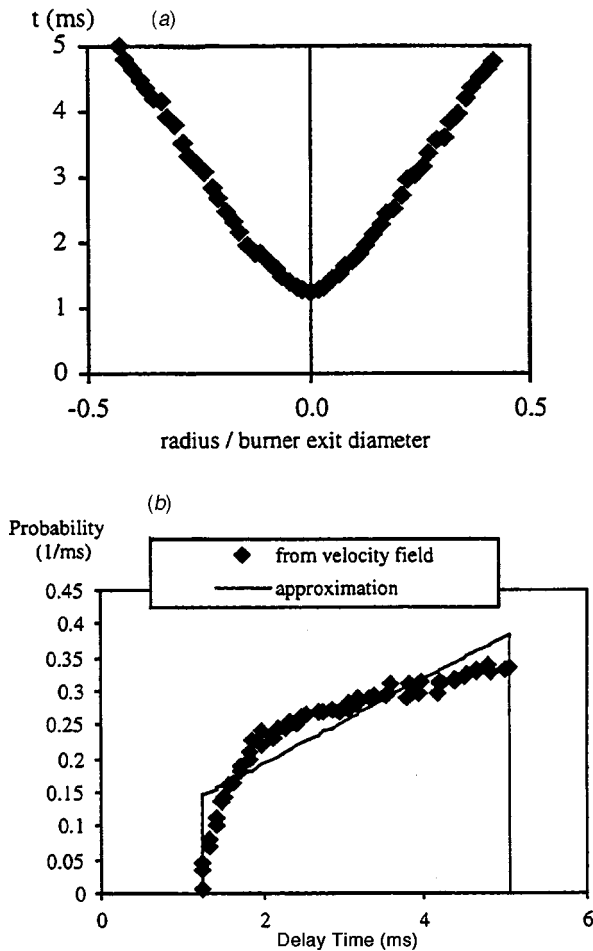 t (ms) (a)
5
4
3
2
1
0
-0.5 0.0 0.5
radius / burner exit diameter
(b)
Probability
(1/ms)
from velocity field
approximation
0.45
0.4
0.35
0.3
0.25
0.2
0.15
0.1
0.05
0
0 2 4 6
Delay Time (ms)